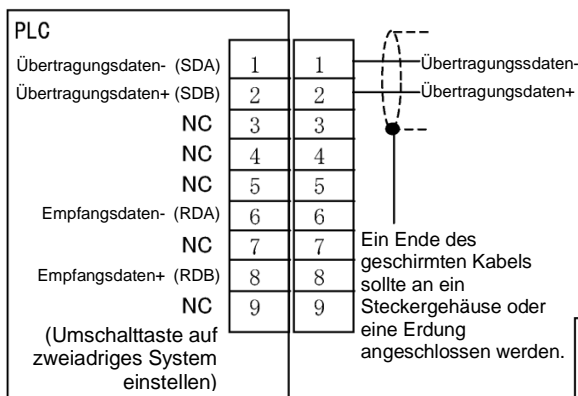 PLC
Übertragungsdaten- (SDA) 1 1 Übertragungssdaten-
Übertragungsdaten+ (SDB) 2 2 Übertragungsdaten+
NC 3 3
NC 4 4
NC 5 5
Empfangsdaten- (RDA) 6 6
NC 7 7
Empfangsdaten+ (RDB) 8 8
NC 9 9
(Umschalttaste auf
zweiadriges System
einstellen)
Ein Ende des
geschirmten Kabels
sollte an ein
Steckergehäuse oder
eine Erdung
angeschlossen werden.